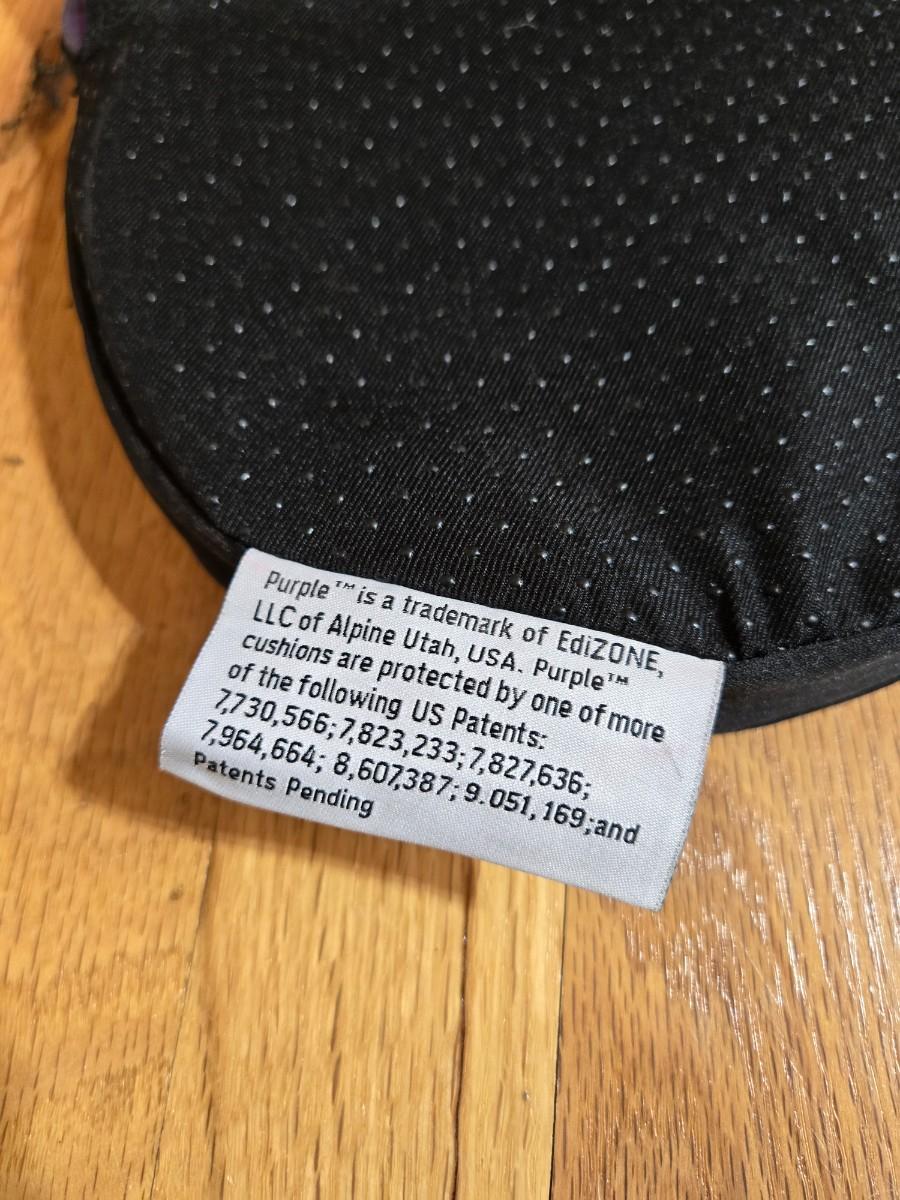 Purple™ is a trademark of EdiZONE,
LLC of Alpine Utah, USA. Purple™
cushions are protected by one of more
of the following US Patents:
7,730,566; 7,823,233; 7,827,636;
7,964,664; 8,607,387; 9.051, 169;and
Patents Pending